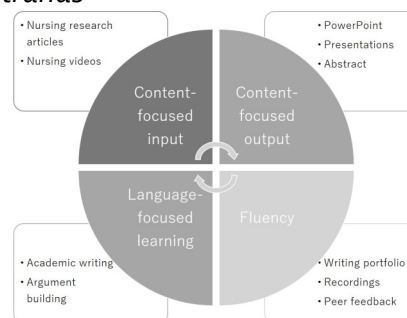 • Nursing research
articles
• Nursing videos
• PowerPoint
• Presentations
• Abstract
Content-
focused
input
Content-
focused
output
Language-
focused
learning
Fluency
• Academic writing
• Argument
building
• Writing portfolio
• Recordings
• Peer feedback